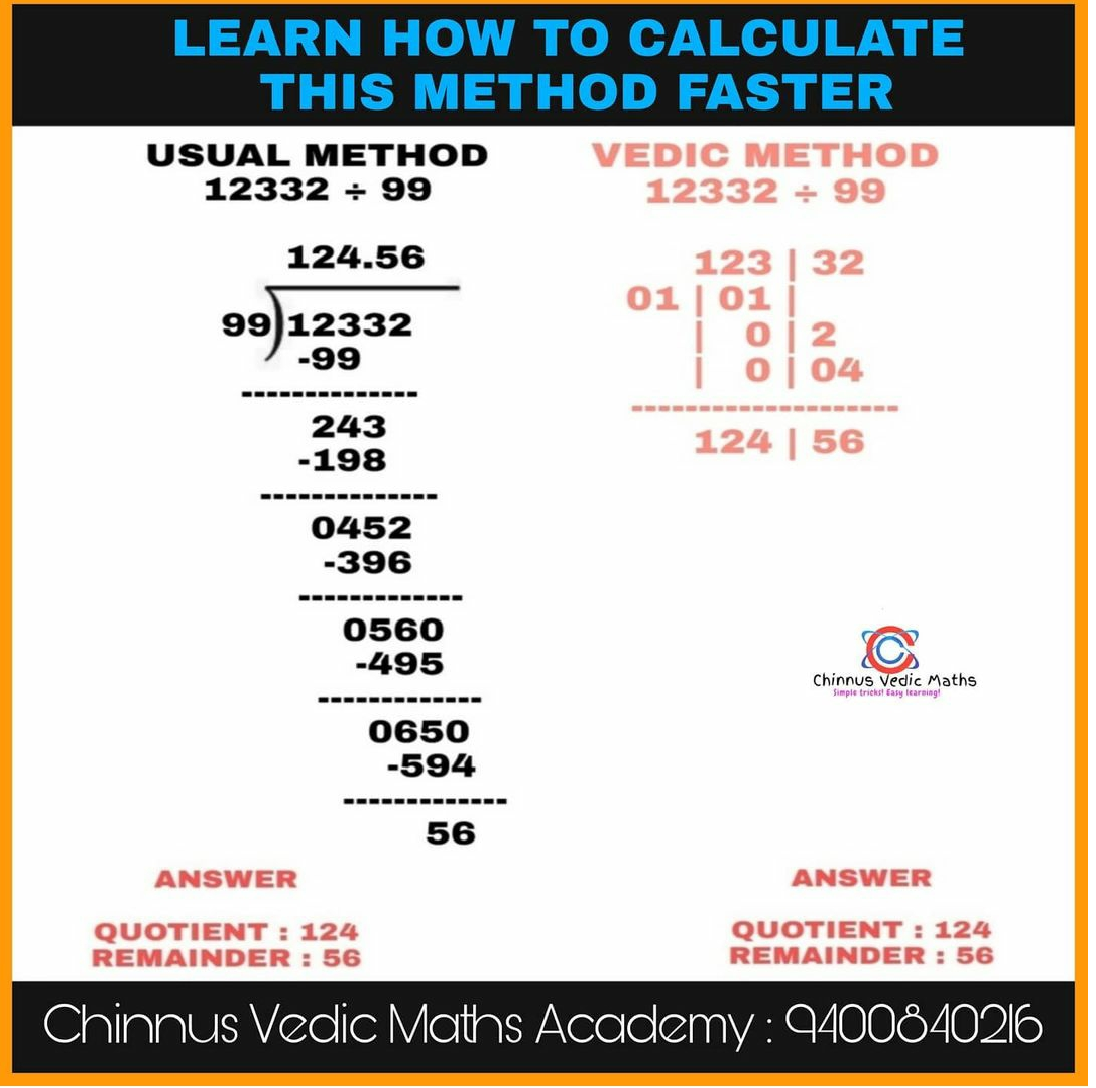 LEARN HOW TO CALCULATE
THIS METHOD FASTER
USUAL METHOD
12332 ÷ 99
124.56
99)12332
-99
--------------
243
-198
--------------
0452
-396
-------------
0560
-495
-------------
0650
-594
-------------
56
ANSWER
QUOTIENT : 124
REMAINDER : 56
VEDIC METHOD
12332 ÷ 99
123 | 32
01 | 01 |
| 0 | 2
| 0 | 04
---------------------
124 | 56
Chinnus Vedic Maths
Simple tricks! Easy learning!
ANSWER
QUOTIENT : 124
REMAINDER : 56
Chinnus Vedic Maths Academy : 9400840216